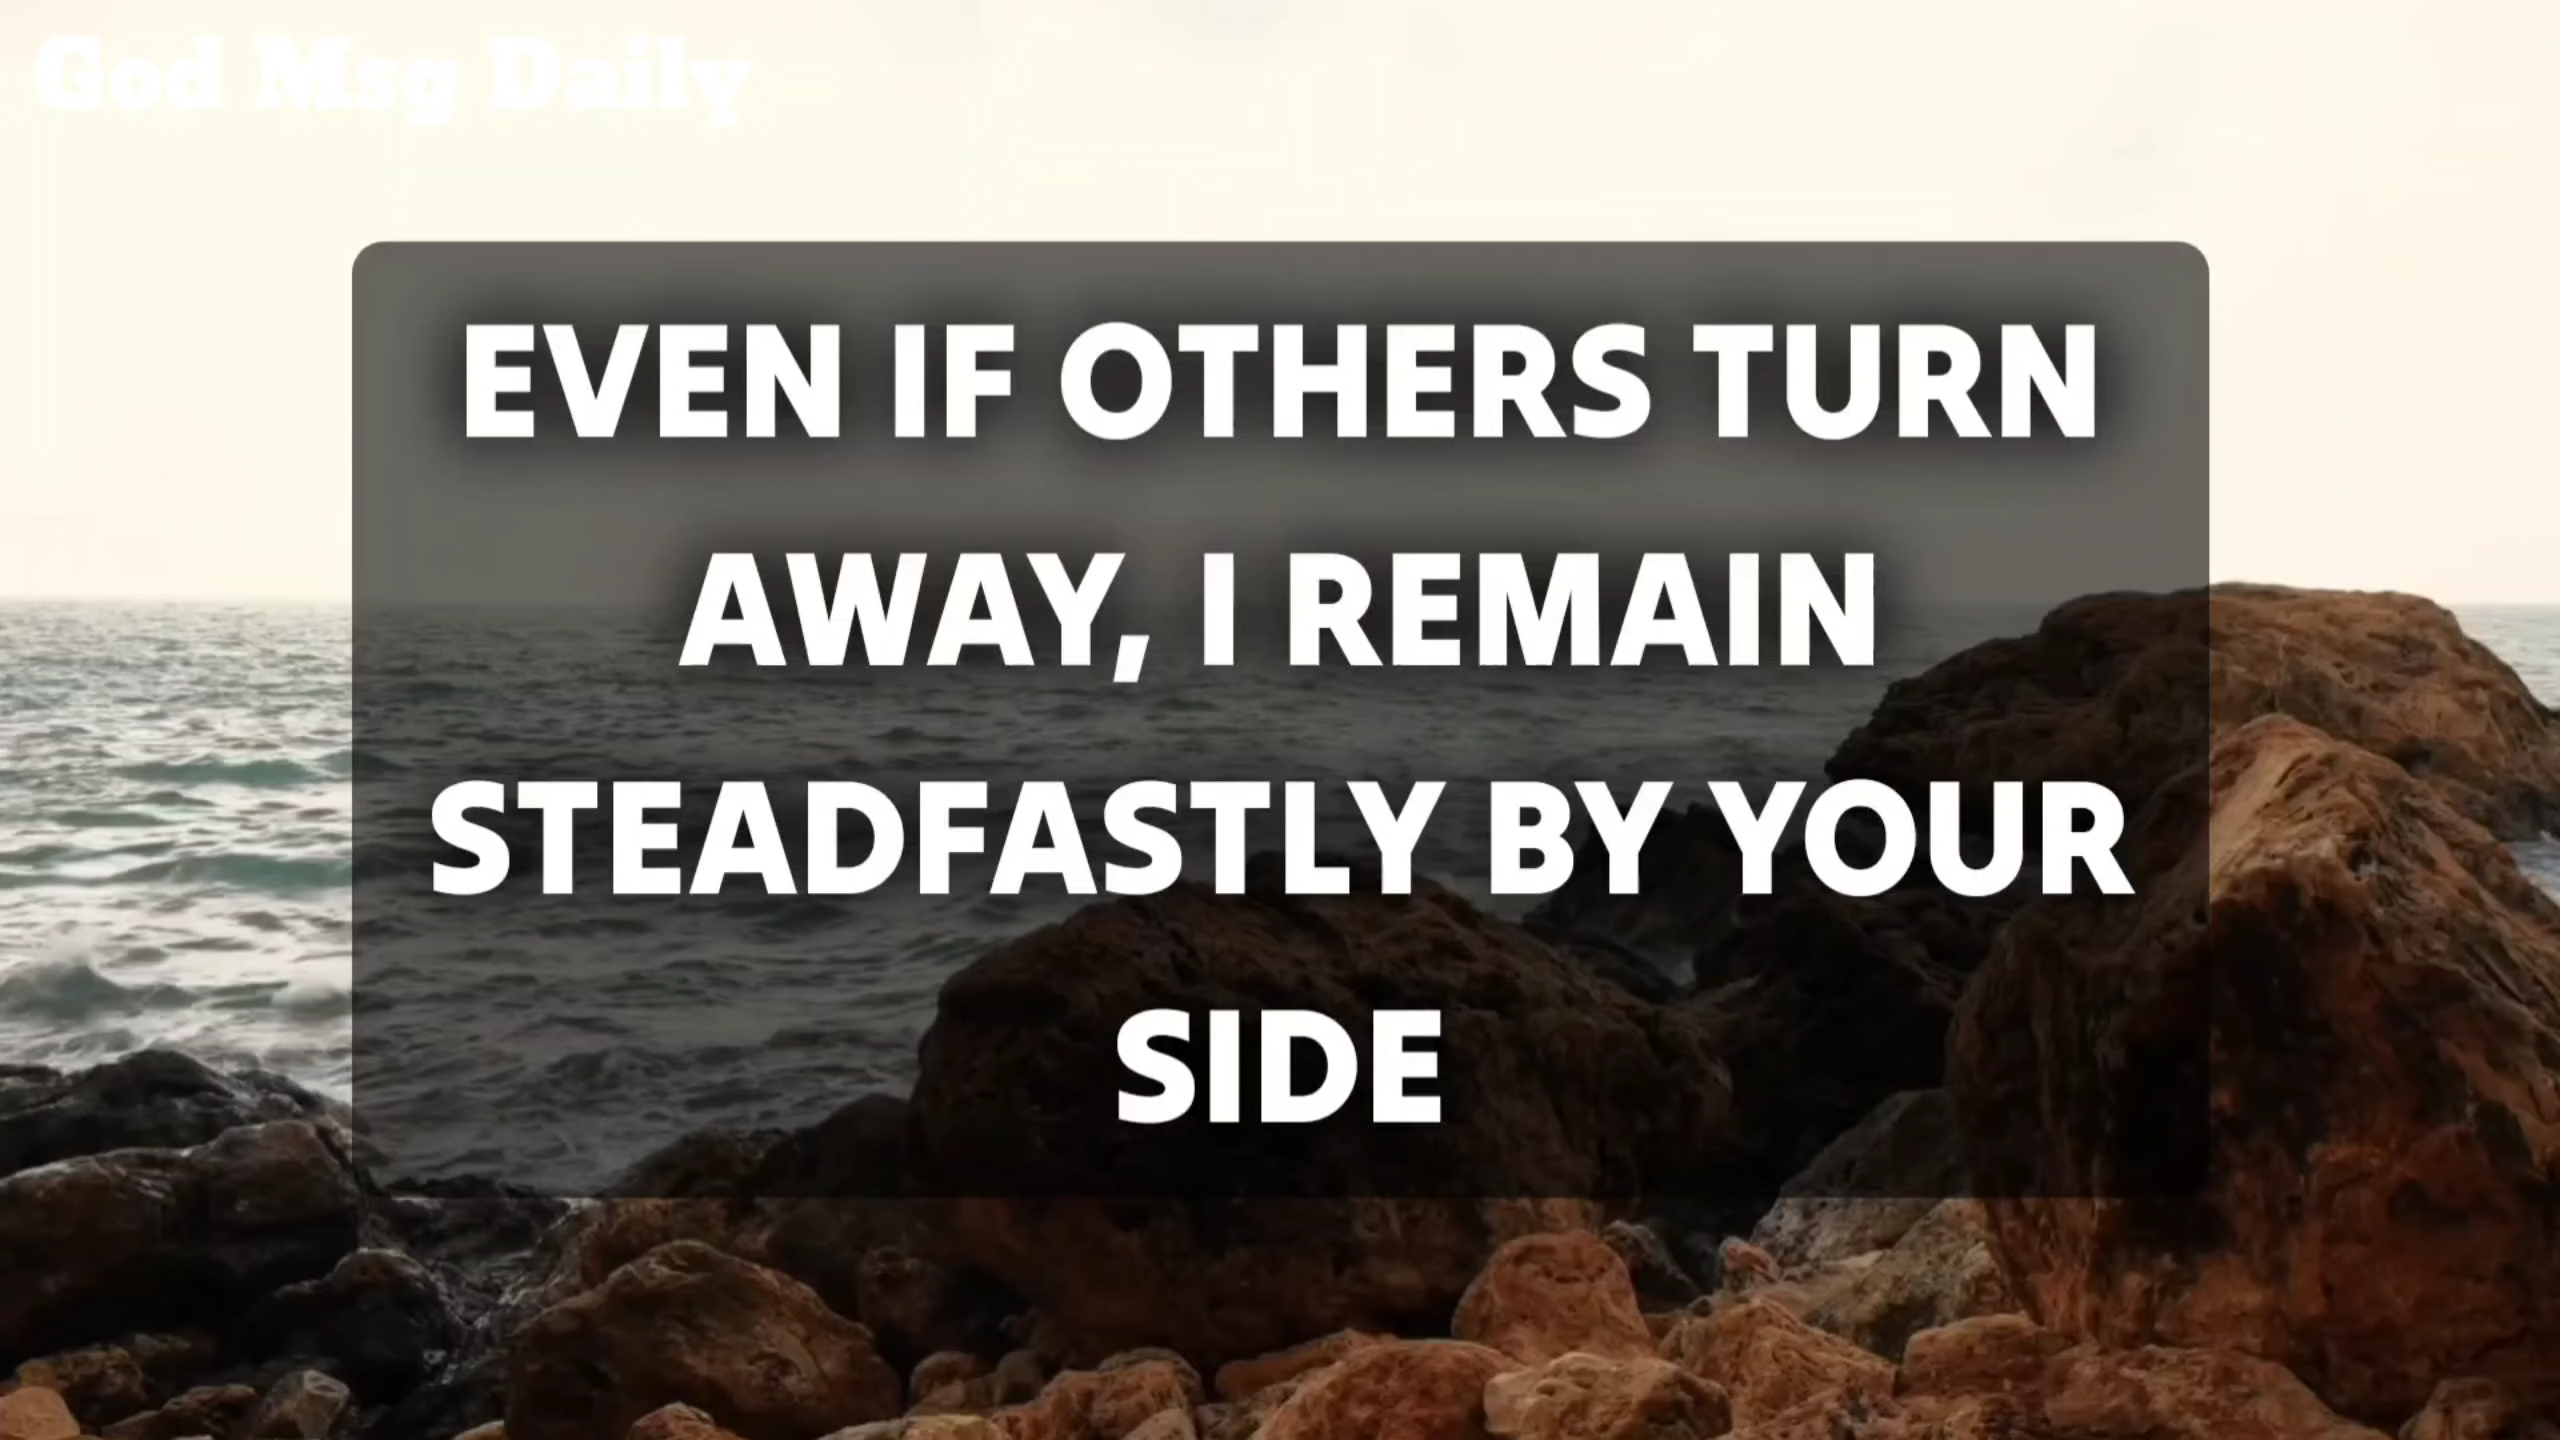 God Msg Daily
EVEN IF OTHERS TURN
AWAY, I REMAIN
STEADFASTLY BY YOUR
SIDE